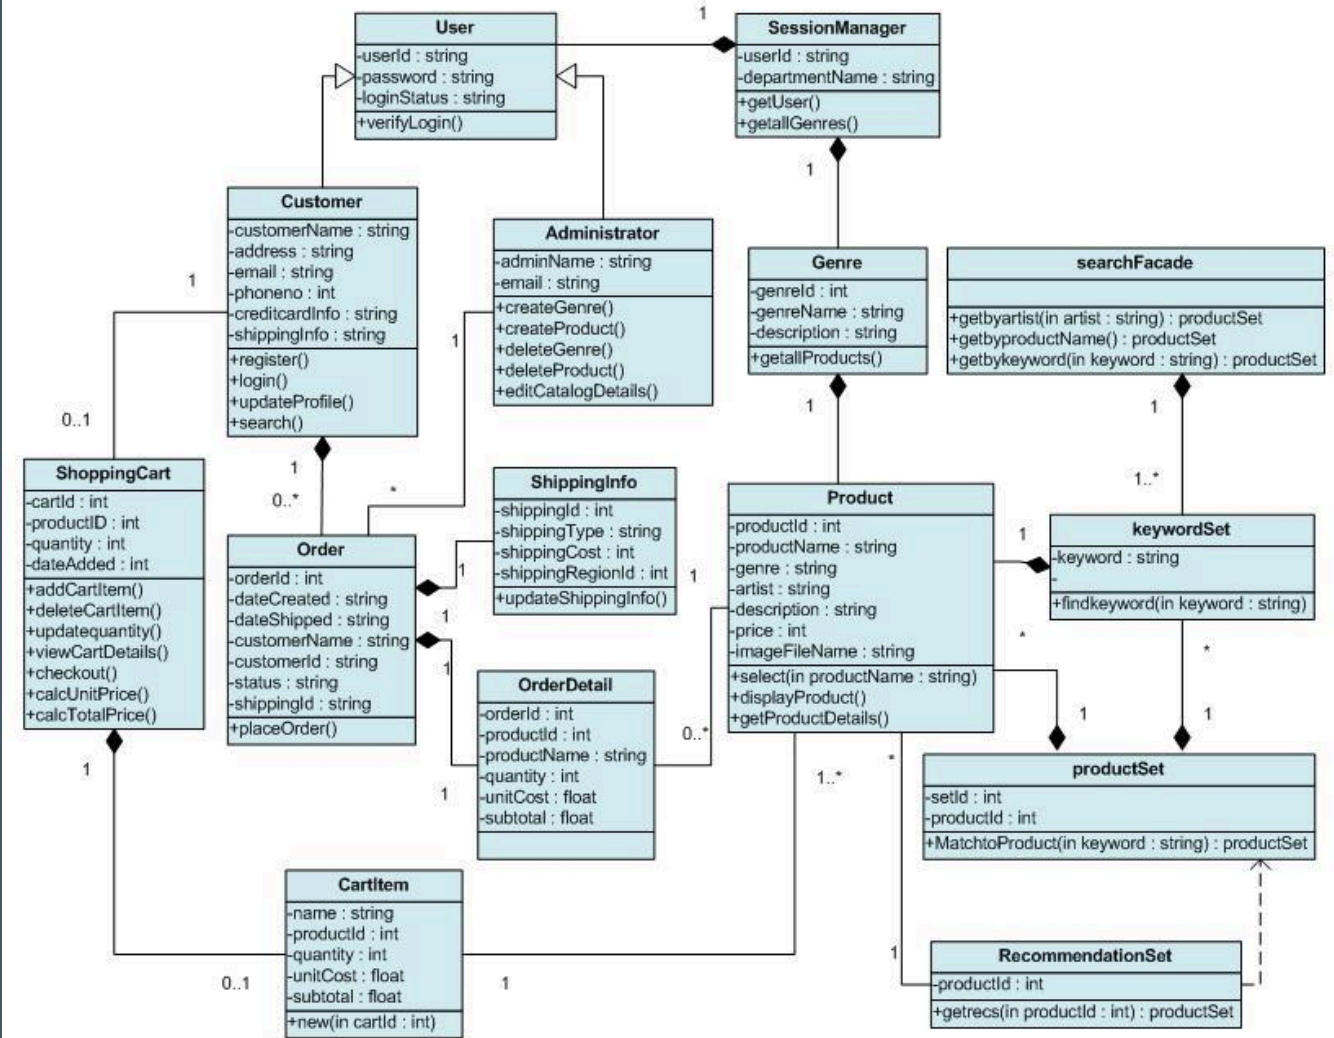 User
-userId : string
-password : string
-loginStatus : string
+verifyLogin()
1
SessionManager
-userId : string
-departmentName : string
+getUser()
+getallGenres()
1
Customer
-customerName : string
-address : string
-email : string
-phoneno : int
-creditcardInfo : string
-shippingInfo : string
+register()
+login()
+updateProfile()
+search()
1
0..1
1
0..*
Administrator
-adminName : string
-email : string
+createGenre()
+createProduct()
+deleteGenre()
+deleteProduct()
+editCatalogDetails()
1
*
Genre
-genreId : int
-genreName : string
-description : string
+getallProducts()
1
searchFacade
+getbyartist(in artist : string) : productSet
+getbyproductName() : productSet
+getbykeyword(in keyword : string) : productSet
1
1..*
ShoppingCart
-cartId : int
-productID : int
-quantity : int
-dateAdded : int
+addCartItem()
+deleteCartItem()
+updatequantity()
+viewCartDetails()
+checkout()
+calcUnitPrice()
+calcTotalPrice()
1
0..1
Order
-orderId : int
-dateCreated : string
-dateShipped : string
-customerName : string
-customerId : string
-status : string
-shippingId : string
+placeOrder()
1
1
1
1
ShippingInfo
-shippingId : int
-shippingType : string
-shippingCost : int
-shippingRegionId : int
+updateShippingInfo()
OrderDetail
-orderId : int
-productId : int
-productName : string
-quantity : int
-unitCost : float
-subtotal : float
1
0..*
Product
-productId : int
-productName : string
-genre : string
-artist : string
-description : string
-price : int
-imageFileName : string
+select(in productName : string)
+displayProduct()
+getProductDetails()
1
*
keywordSet
-keyword : string
-
+findkeyword(in keyword : string)
*
1
1
productSet
-setId : int
-productId : int
+MatchtoProduct(in keyword : string) : productSet
CartItem
-name : string
-productId : int
-quantity : int
-unitCost : float
-subtotal : float
+new(in cartId : int)
1
1..*
*
1
RecommendationSet
-productId : int
+getrecs(in productId : int) : productSet